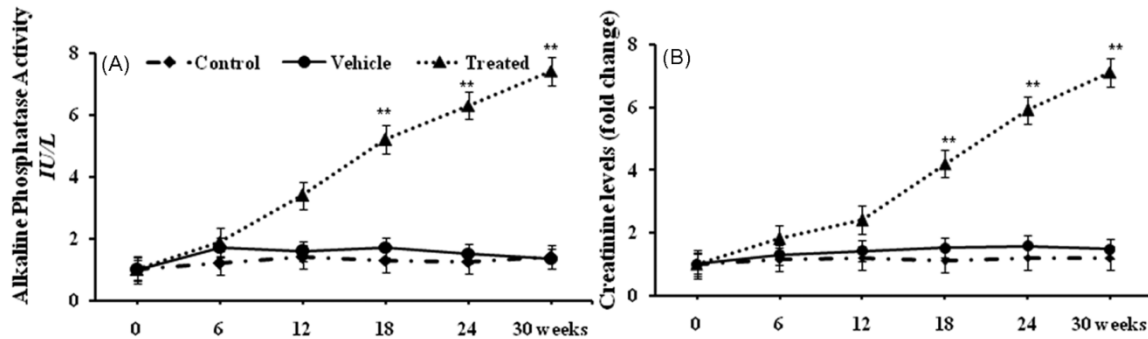 Alkaline Phosphatase Activity
IU/L
8
6
4
2
0
(A)
Control
Vehicle
Treated
**
**
**
0 6 12 18 24 30 weeks
Creatinine levels (fold change)
8
6
4
2
0
(B)
**
**
**
0 6 12 18 24 30 weeks